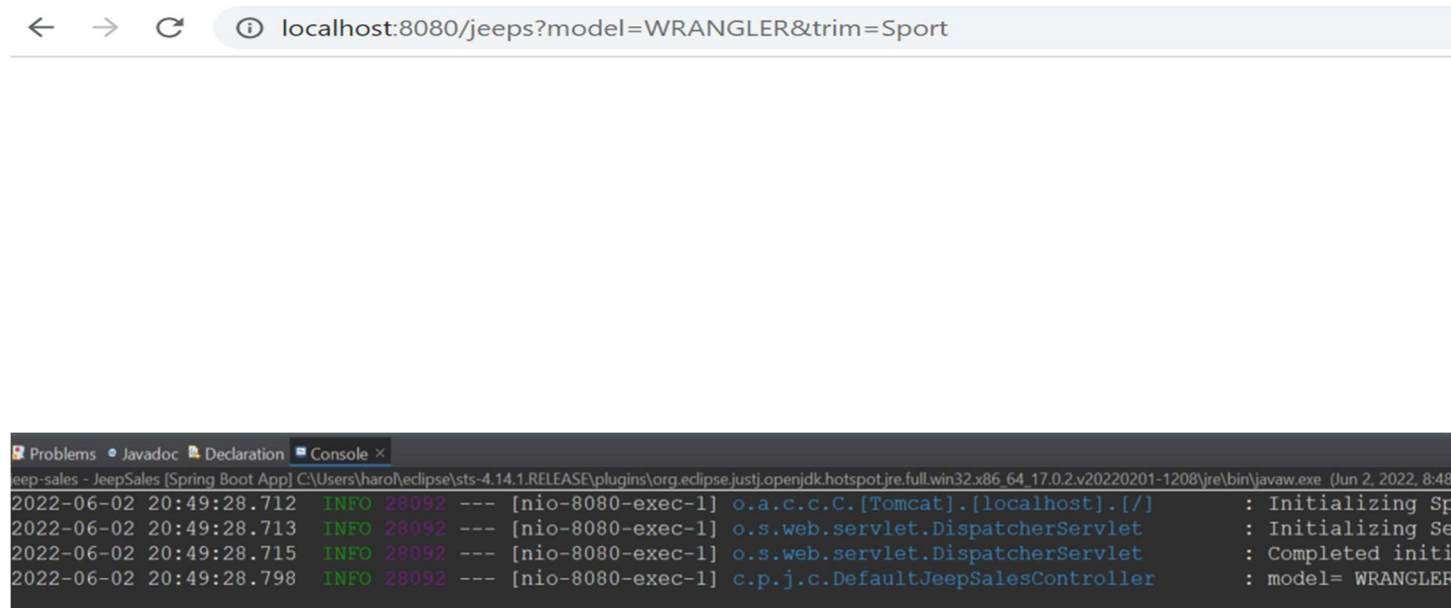 localhost:8080/jeeps?model=WRANGLER&trim=Sport
Problems Javadoc Declaration Console ×
eep-sales - JeepSales [Spring Boot App] C:\Users\harol\eclipse\sts-4.14.1.RELEASE\plugins\org.eclipse.justj.openjdk.hotspot.jre.full.win32.x86_64_17.0.2.v20220201-1208\jre\bin\javaw.exe (Jun 2, 2022, 8:48
2022-06-02 20:49:28.712 INFO 28092 --- [nio-8080-exec-1] o.a.c.c.C.[Tomcat].[localhost].[/] : Initializing Sp
2022-06-02 20:49:28.713 INFO 28092 --- [nio-8080-exec-1] o.s.web.servlet.DispatcherServlet : Initializing Se
2022-06-02 20:49:28.715 INFO 28092 --- [nio-8080-exec-1] o.s.web.servlet.DispatcherServlet : Completed initi
2022-06-02 20:49:28.798 INFO 28092 --- [nio-8080-exec-1] c.p.j.c.DefaultJeepSalesController : model= WRANGLER